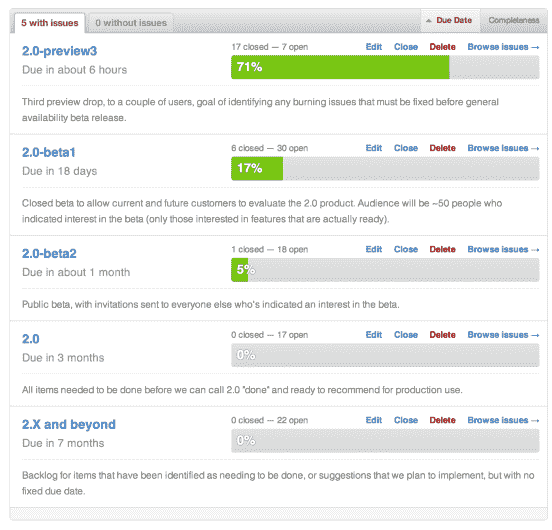 5 with issues 0 without issues Due Date Completeness
2.0-preview3 17 closed — 7 open Edit Close Delete Browse issues →
Due in about 6 hours 71%
Third preview drop, to a couple of users, goal of identifying any burning issues that must be fixed before general
availability beta release.
2.0-beta1 6 closed — 30 open Edit Close Delete Browse issues →
Due in 18 days 17%
Closed beta to allow current and future customers to evaluate the 2.0 product. Audience will be ~50 people who
indicated interest in the beta (only those interested in features that are actually ready).
2.0-beta2 1 closed — 18 open Edit Close Delete Browse issues →
Due in about 1 month 5%
Public beta, with invitations sent to everyone else who's indicated an interest in the beta.
2.0 0 closed — 17 open Edit Close Delete Browse issues →
Due in 3 months 0%
All items needed to be done before we can call 2.0 "done" and ready to recommend for production use.
2.X and beyond 0 closed — 22 open Edit Close Delete Browse issues →
Due in 7 months 0%
Backlog for items that have been identified as needing to be done, or suggestions that we plan to implement, but with no
fixed due date.